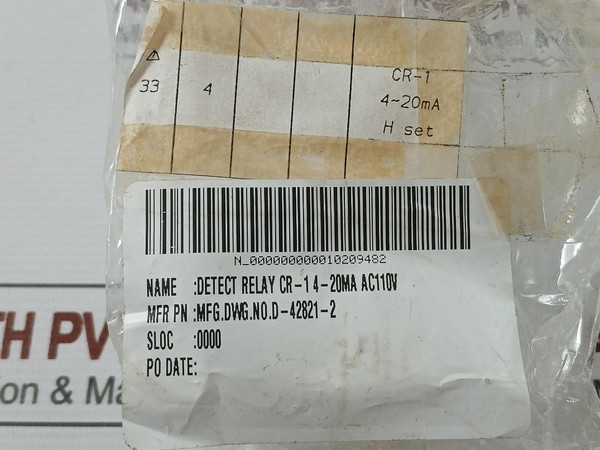 33 4 CR-1
4~20mA
H set
N_000000000010209482
NAME :DETECT RELAY CR-1 4-20MA AC110V
MFR PN :MFG.DWG.NO.D-42821-2
SLOC :0000
PO DATE:
TH PV
ion & Ma